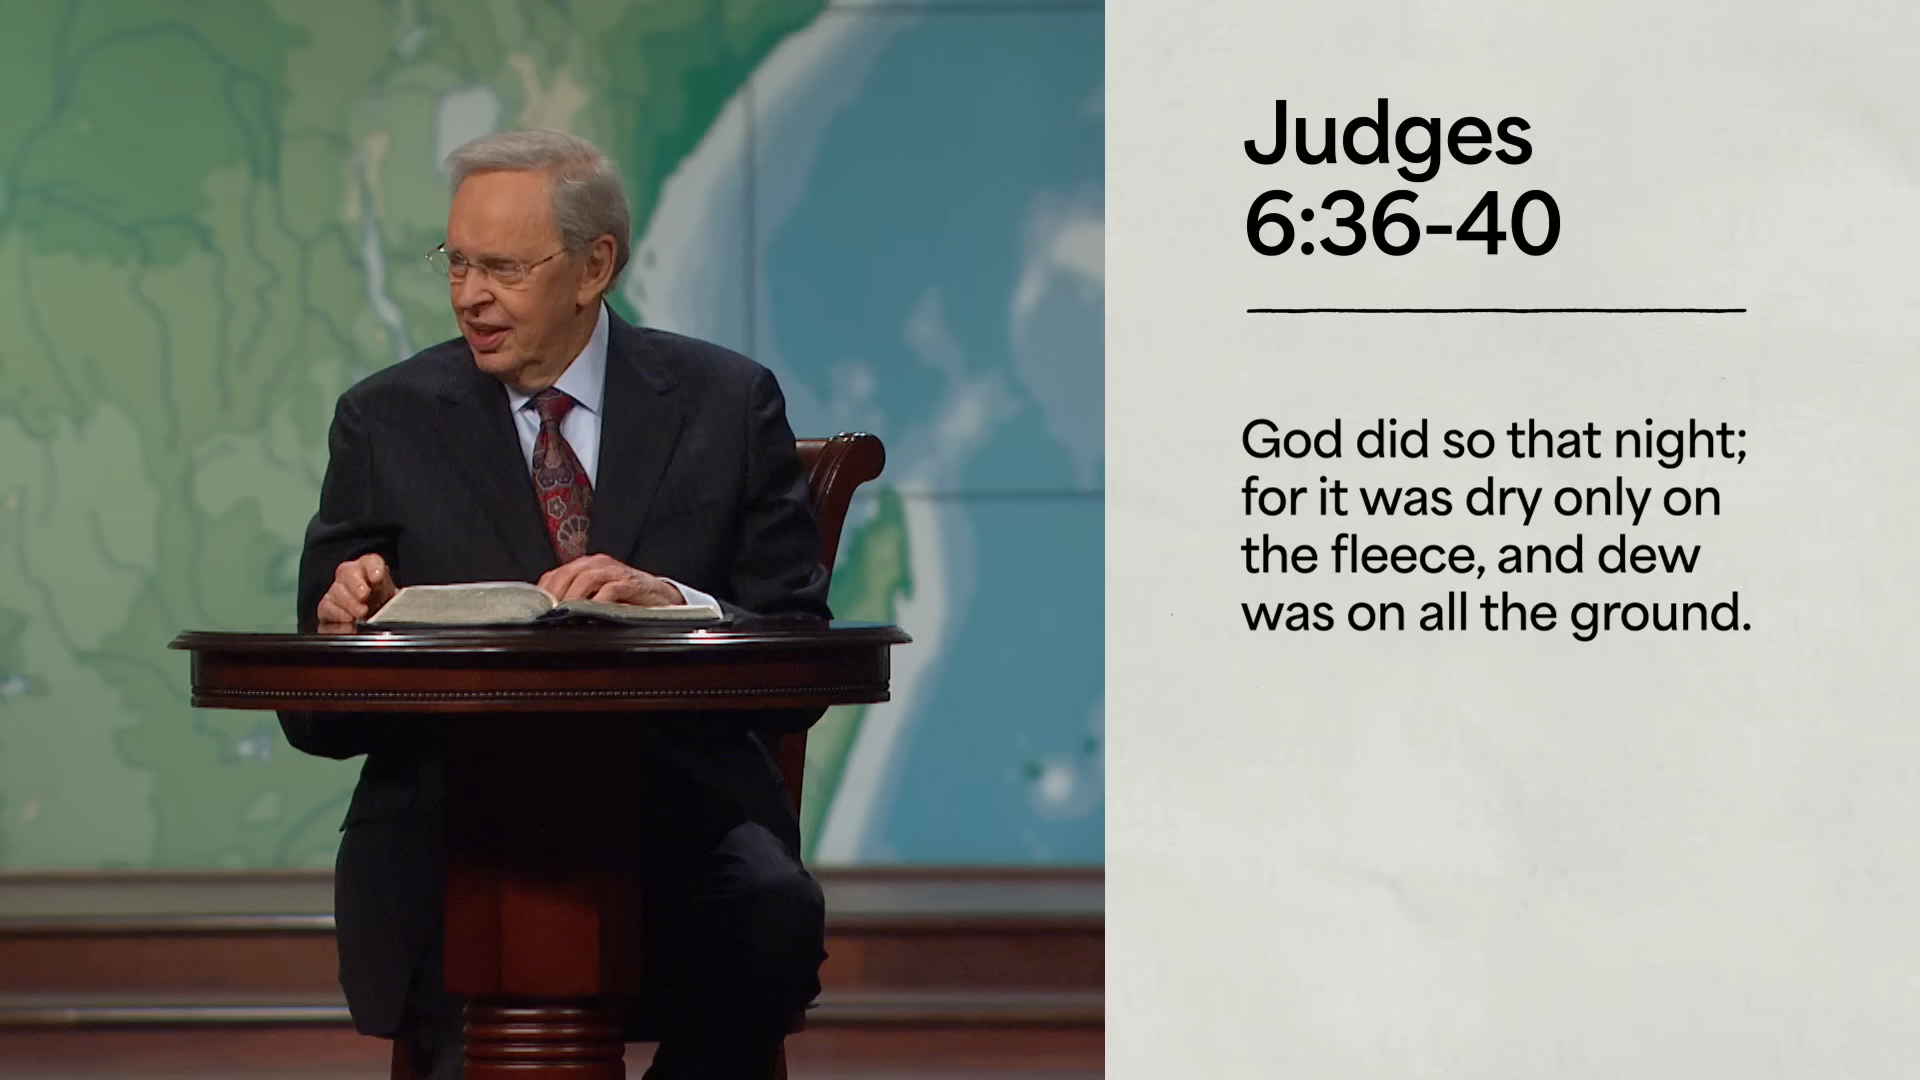 Judges
6:36-40
God did so that night;
for it was dry only on
the fleece, and dew
was on all the ground.